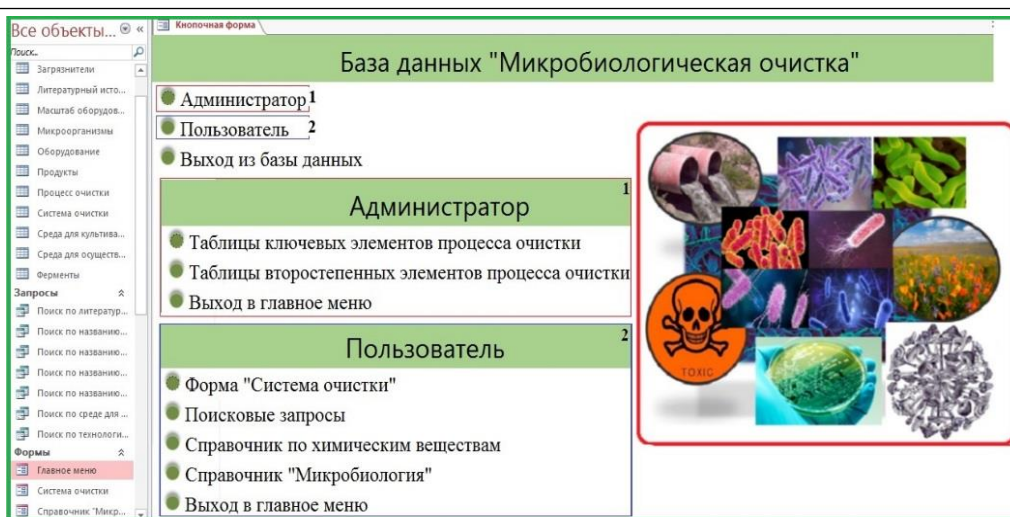 Все объекты...
Поиск...
Загрязнители
Литературный исто...
Масштаб оборудов...
Микроорганизмы
Оборудование
Продукты
Процесс очистки
Система очистки
Среда для культива...
Среда для осуществ...
Ферменты
Запросы
Поиск по литератур...
Поиск по названию...
Поиск по названию...
Поиск по названию...
Поиск по названию...
Поиск по среде для ...
Поиск по технологи...
Формы
Главное меню
Система очистки
Справочник "Микр...
Кнопочная форма
База данных "Микробиологическая очистка"
Администратор 1
Пользователь 2
Выход из базы данных
1
Администратор
Таблицы ключевых элементов процесса очистки
Таблицы второстепенных элементов процесса очистки
Выход в главное меню
2
Пользователь
Форма "Система очистки"
Поисковые запросы
Справочник по химическим веществам
Справочник "Микробиология"
Выход в главное меню
TOXIC